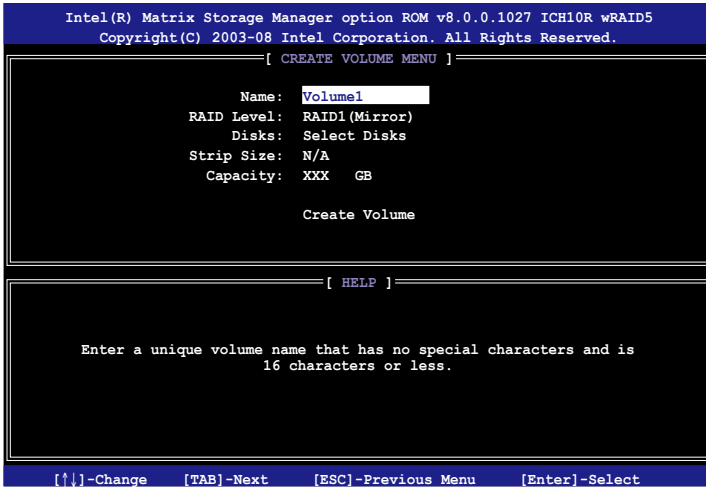 Intel(R) Matrix Storage Manager option ROM v8.0.0.1027 ICH10R wRAID5
Copyright(C) 2003-08 Intel Corporation. All Rights Reserved.
[ CREATE VOLUME MENU ]
Name: Volume1
RAID Level: RAID1(Mirror)
Disks: Select Disks
Strip Size: N/A
Capacity: XXX GB
Create Volume
[ HELP ]
Enter a unique volume name that has no special characters and is
16 characters or less.
[↑↓]-Change [TAB]-Next [ESC]-Previous Menu [Enter]-Select